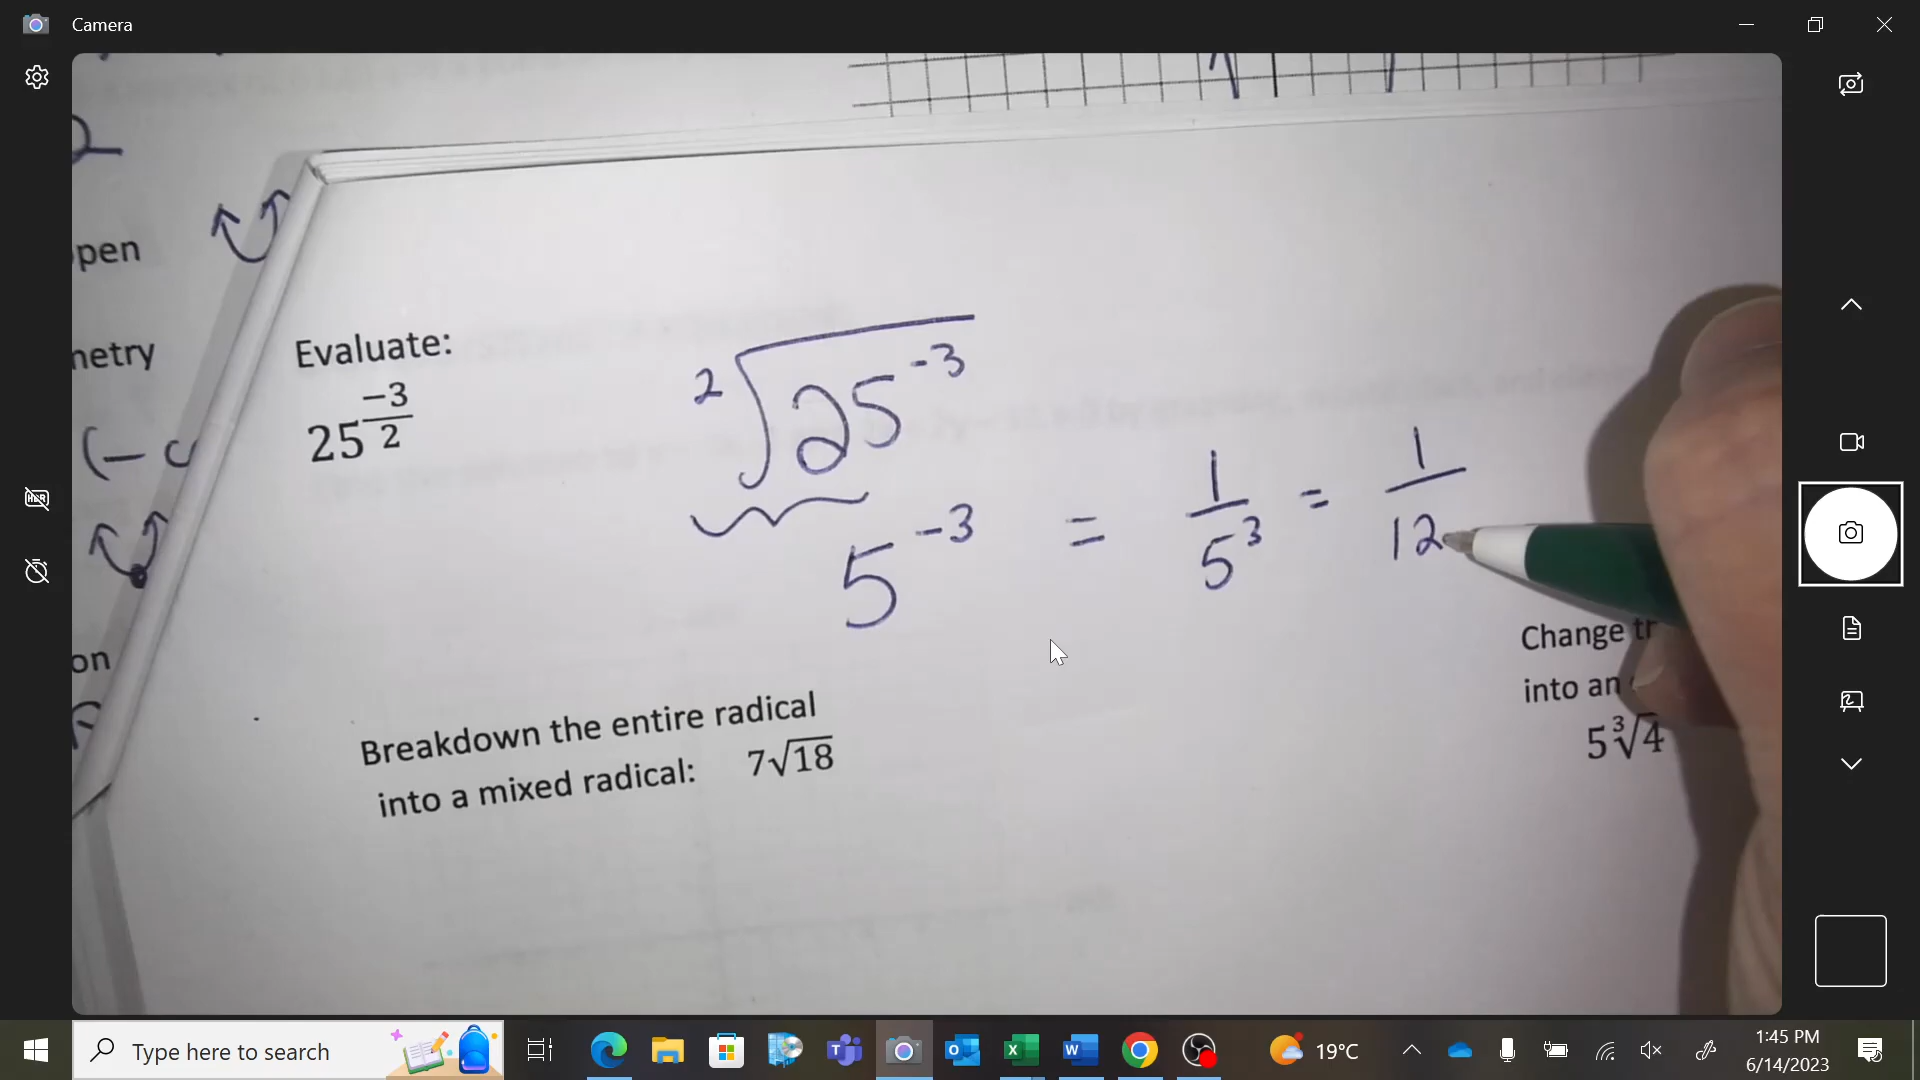 Camera
pen
Evaluate:
25^(-3/2)
²√25⁻³
5⁻³ = 1/5³ = 1/12
on
Breakdown the entire radical
into a mixed radical: 7√18
Change
into an
5∛4
Type here to search
19°C
1:45 PM
6/14/2023